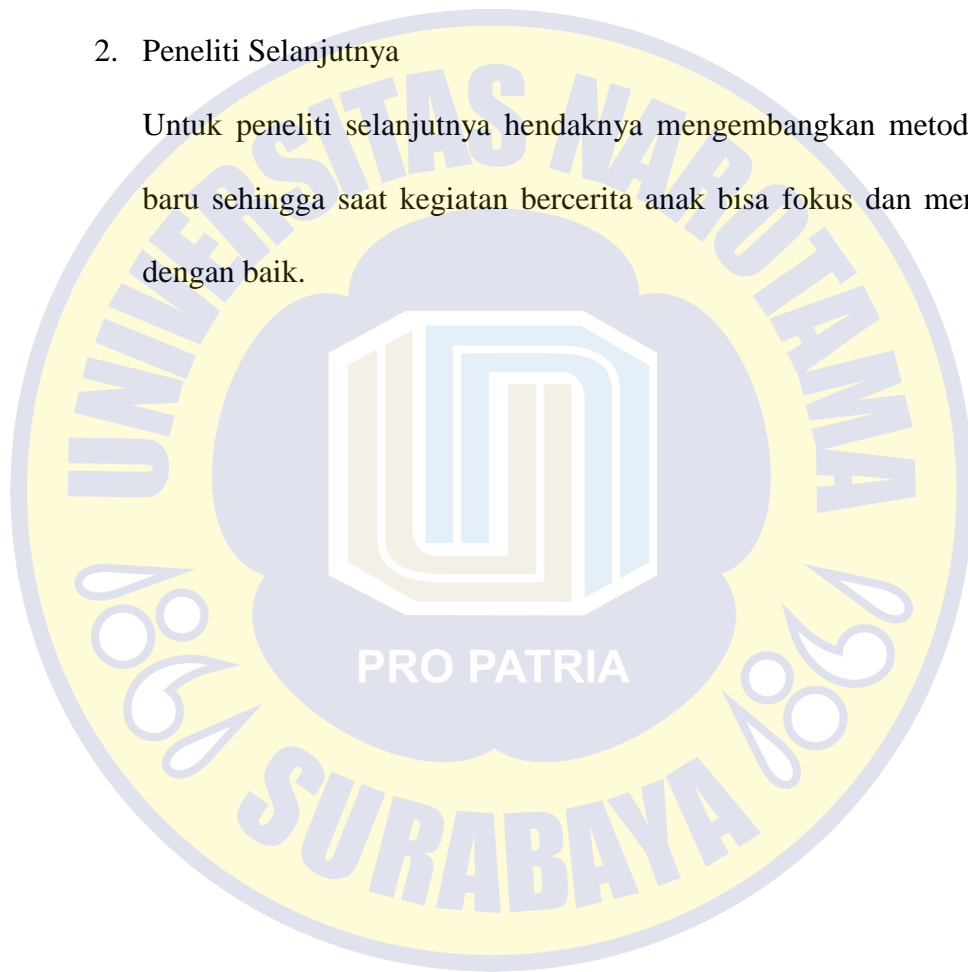 2. Peneliti Selanjutnya
Untuk peneliti selanjutnya hendaknya mengembangkan
baru sehingga saat kegiatan bercerita anak bisa fokus dan
dengan baik.
UNIVERSITAS NAROTAMA
PRO PATRIA
SURABAYA